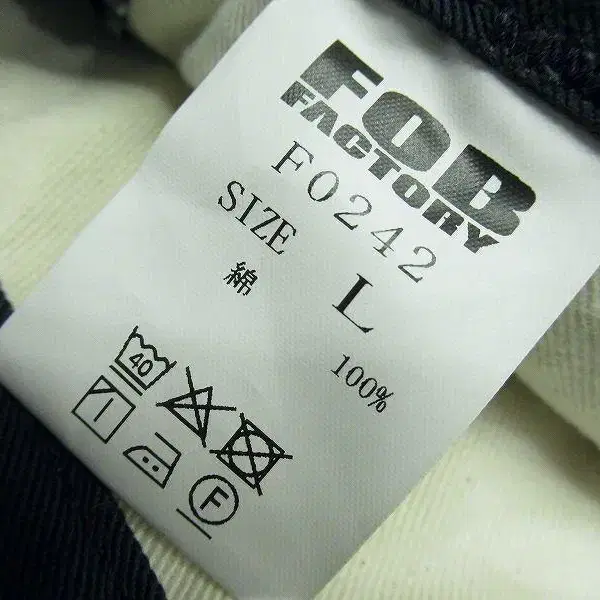 FOB
FACTORY
F0242
SIZE L
綿 100%
40
F